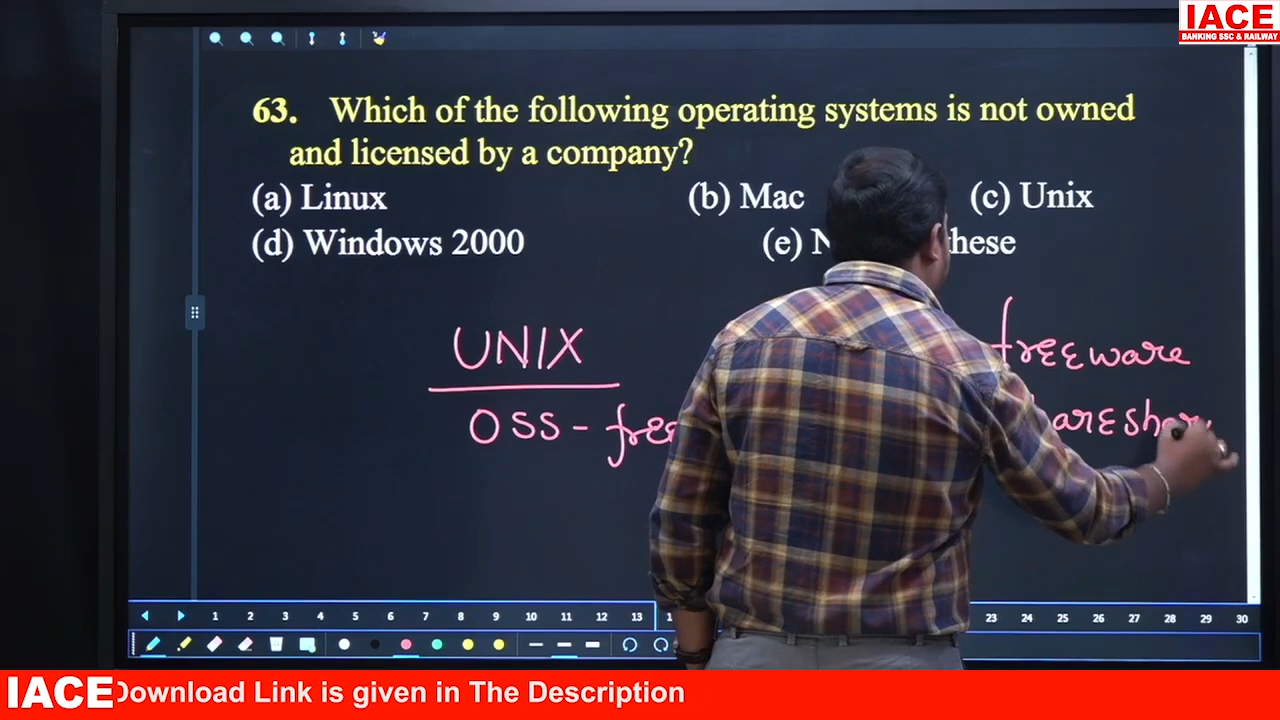 IACE
BANKING SSC & RAILWAY
63. Which of the following operating systems is not owned
and licensed by a company?
(a) Linux (b) Mac (c) Unix
(d) Windows 2000 (e) these
UNIX freeware
OSS -
1 2 3 4 5 6 7 8 9 10 11 12 13 23 24 25 26 27 28 29 30
IACE Download Link is given in The Description